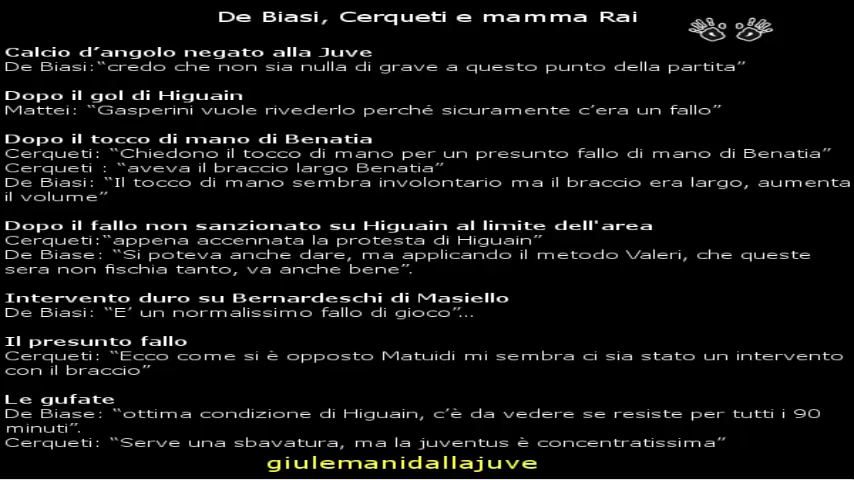 De Biasi, Cerqueti e mamma Rai
Calcio d’angolo negato alla Juve
De Biasi:“credo che non sia nulla di grave a questo punto della partita”
Dopo il gol di Higuain
Mattei: “Gasperini vuole rivederlo perché sicuramente c’era un fallo”
Dopo il tocco di mano di Benatia
Cerqueti: “Chiedono il tocco di mano per un presunto fallo di mano di Benatia”
Cerqueti : “aveva il braccio largo Benatia”
De Biasi: “Il tocco di mano sembra involontario ma il braccio era largo, aumenta
il volume”
Dopo il fallo non sanzionato su Higuain al limite dell'area
Cerqueti:“appena accennata la protesta di Higuain”
De Biase: “Si poteva anche dare, ma applicando il metodo Valeri, che queste
sera non fischia tanto, va anche bene”.
Intervento duro su Bernardeschi di Masiello
De Biasi: “E’ un normalissimo fallo di gioco”...
Il presunto fallo
Cerqueti: “Ecco come si è opposto Matuidi mi sembra ci sia stato un intervento
con il braccio”
Le gufate
De Biase: “ottima condizione di Higuain, c’è da vedere se resiste per tutti i 90
minuti”.
Cerqueti: “Serve una sbavatura, ma la juventus è concentratissima”
giulemanidallajuve